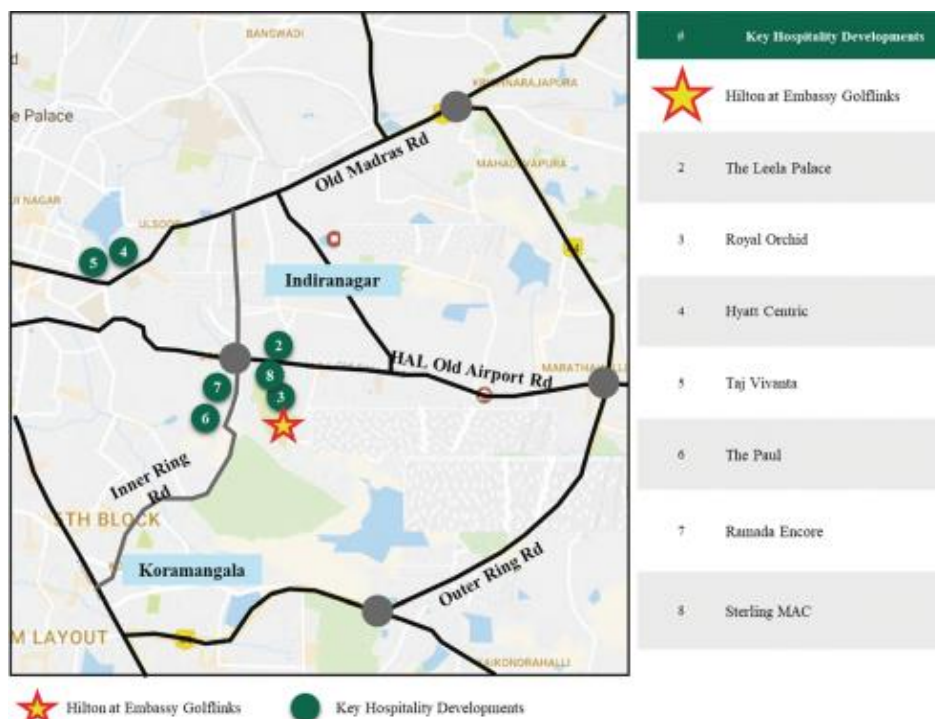 BANGWADI
KRISHNARAJAPURA
e Palace
Old Madras Rd
MAHADEVAPURA
NAGAR
ULSOOR
5
4
Indiranagar
2
HAL Old Airport Rd
MARATHAHALLI
8
7
3
6
Inner Ring
Rd
5TH BLOCK
Koramangala
Outer Ring Rd
M LAYOUT
KAIKONDRAHALLI
Hilton at Embassy Golflinks
Key Hospitality Developments
# Key Hospitality Developments
Hilton at Embassy Golflinks
2 The Leela Palace
3 Royal Orchid
4 Hyatt Centric
5 Taj Vivanta
6 The Paul
7 Ramada Encore
8 Sterling MAC